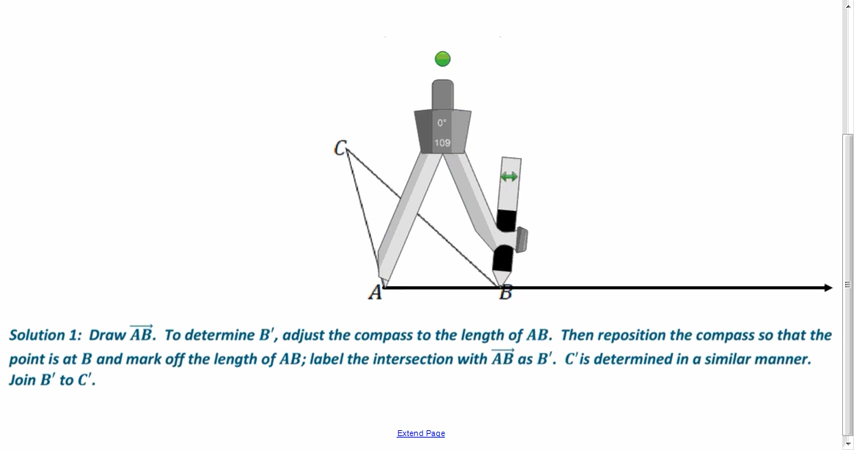 0°
109
C
A
B
Solution 1: Draw A͞B⃗. To determine B′, adjust the compass to the length of AB. Then reposition the compass so that the
point is at B and mark off the length of AB; label the intersection with AB⃗ as B′. C′is determined in a similar manner.
Join B′ to C′.
Extend Page